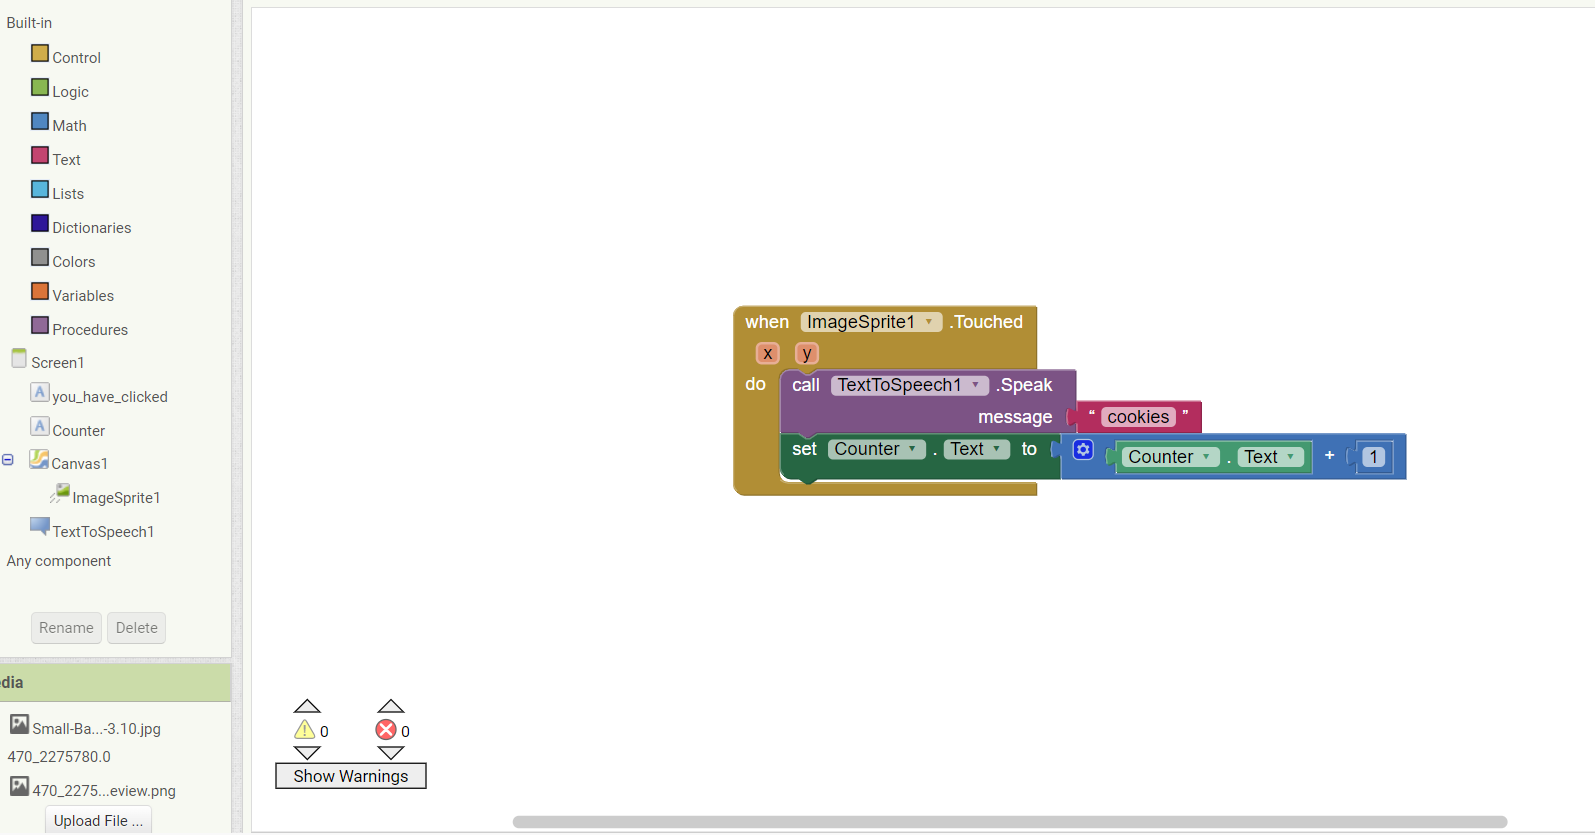 Built-in
Control
Logic
Math
Text
Lists
Dictionaries
Colors
Variables
Procedures
Screen1
you_have_clicked
Counter
Canvas1
ImageSprite1
TextToSpeech1
Any component
Rename Delete
dia
Small-Ba...-3.10.jpg
470_2275780.0
470_2275...eview.png
Upload File ...
when ImageSprite1 .Touched
x y
do call TextToSpeech1 .Speak
message " cookies "
set Counter . Text to Counter . Text + 1
0 0
Show Warnings